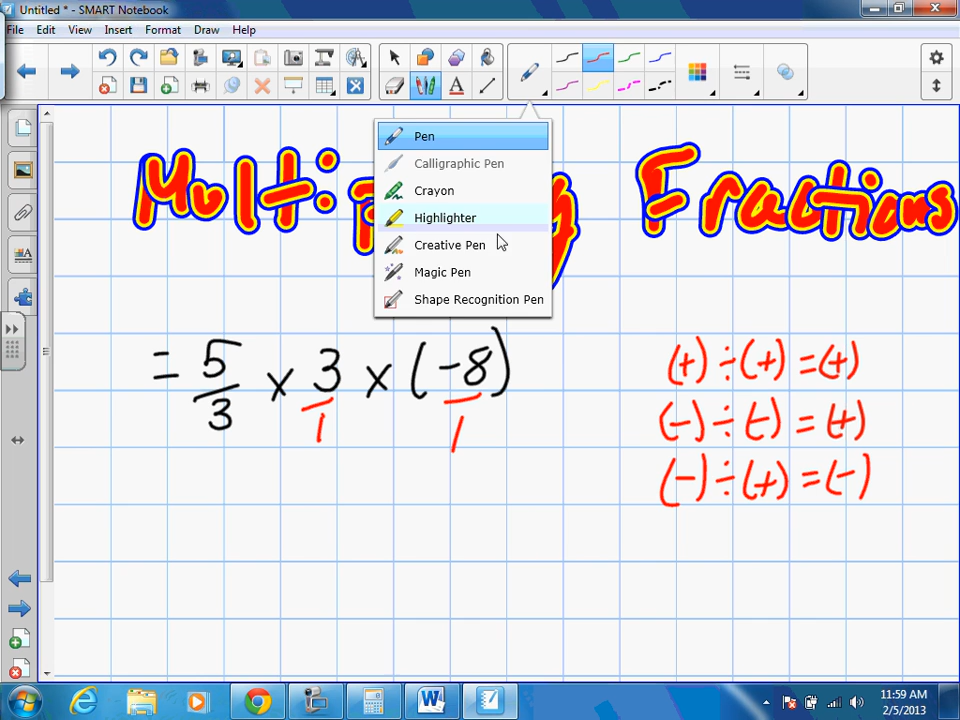 Untitled * - SMART Notebook
File Edit View Insert Format Draw Help
Pen
Calligraphic Pen
Crayon
Highlighter
Creative Pen
Magic Pen
Shape Recognition Pen
Fractions
= 5/3 × 3/1 × (-8)/1
(+) ÷ (+) = (+)
(-) ÷ (-) = (+)
(-) ÷ (+) = (-)
11:59 AM
2/5/2013